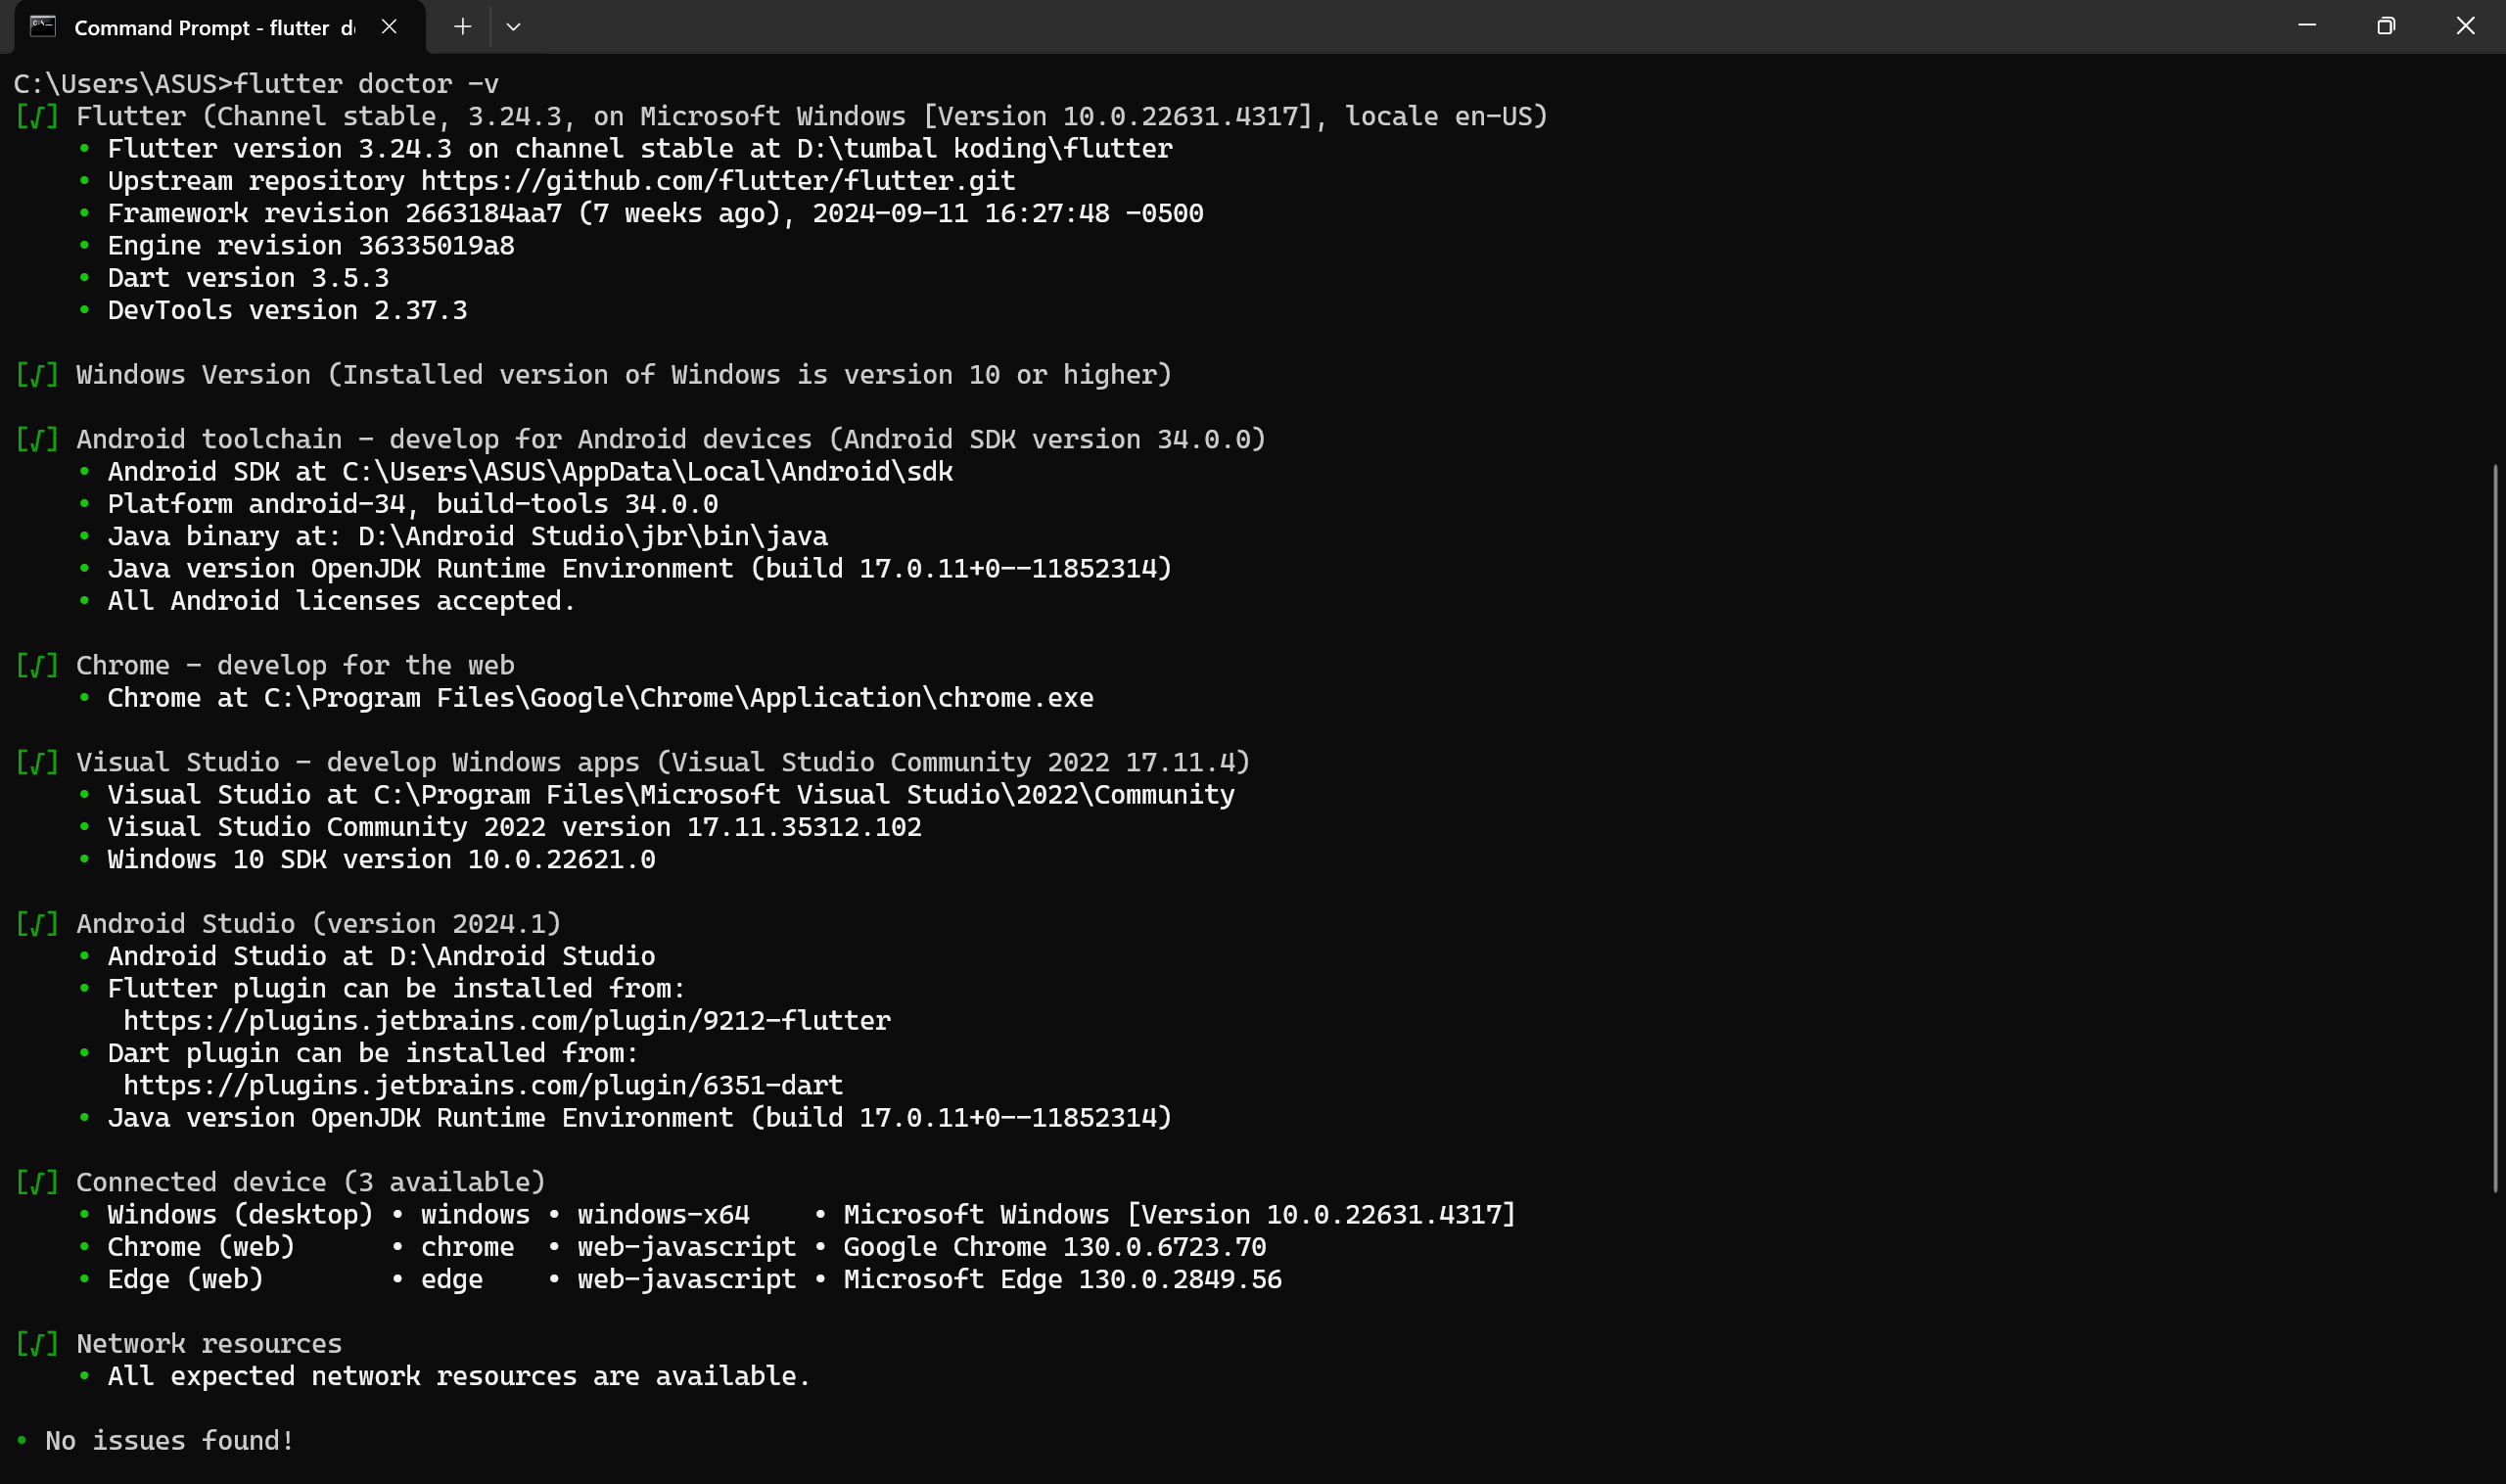 Command Prompt - flutter d
C:\Users\ASUS>flutter doctor -v
[√] Flutter (Channel stable, 3.24.3, on Microsoft Windows [Version 10.0.22631.4317], locale en-US)
• Flutter version 3.24.3 on channel stable at D:\tumbal koding\flutter
• Upstream repository https://github.com/flutter/flutter.git
• Framework revision 2663184aa7 (7 weeks ago), 2024-09-11 16:27:48 -0500
• Engine revision 36335019a8
• Dart version 3.5.3
• DevTools version 2.37.3
[√] Windows Version (Installed version of Windows is version 10 or higher)
[√] Android toolchain - develop for Android devices (Android SDK version 34.0.0)
• Android SDK at C:\Users\ASUS\AppData\Local\Android\sdk
• Platform android-34, build-tools 34.0.0
• Java binary at: D:\Android Studio\jbr\bin\java
• Java version OpenJDK Runtime Environment (build 17.0.11+0--11852314)
• All Android licenses accepted.
[√] Chrome - develop for the web
• Chrome at C:\Program Files\Google\Chrome\Application\chrome.exe
[√] Visual Studio - develop Windows apps (Visual Studio Community 2022 17.11.4)
• Visual Studio at C:\Program Files\Microsoft Visual Studio\2022\Community
• Visual Studio Community 2022 version 17.11.35312.102
• Windows 10 SDK version 10.0.22621.0
[√] Android Studio (version 2024.1)
• Android Studio at D:\Android Studio
• Flutter plugin can be installed from:
https://plugins.jetbrains.com/plugin/9212-flutter
• Dart plugin can be installed from:
https://plugins.jetbrains.com/plugin/6351-dart
• Java version OpenJDK Runtime Environment (build 17.0.11+0--11852314)
[√] Connected device (3 available)
• Windows (desktop) • windows • windows-x64 • Microsoft Windows [Version 10.0.22631.4317]
• Chrome (web) • chrome • web-javascript • Google Chrome 130.0.6723.70
• Edge (web) • edge • web-javascript • Microsoft Edge 130.0.2849.56
[√] Network resources
• All expected network resources are available.
• No issues found!